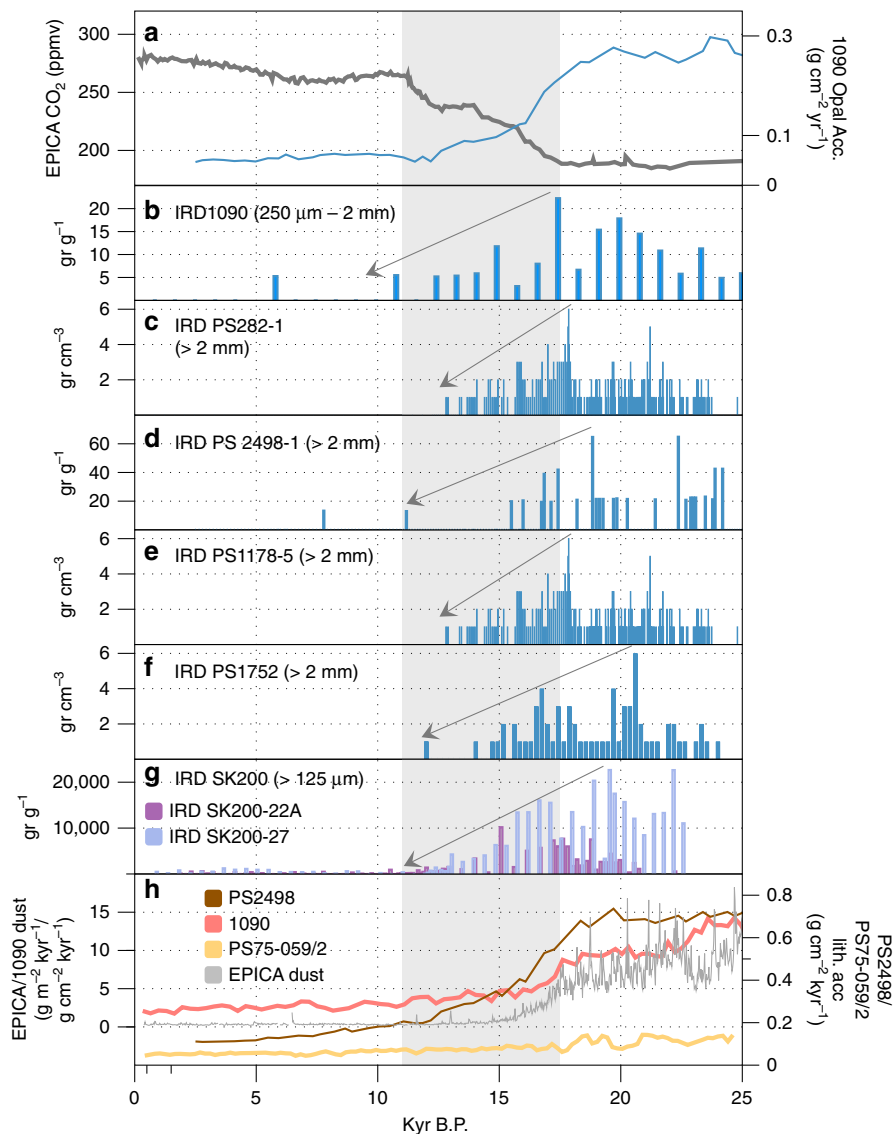 a
300
250
200
EPICA CO2 (ppmv)
0.3
0.1
0
1090 Opal Acc.
(g cm−2 yr−1)
b
IRD1090 (250 µm – 2 mm)
20
15
10
5
gr g−1
c
IRD PS282-1
(> 2 mm)
6
4
2
gr cm−3
d
IRD PS 2498-1 (> 2 mm)
60
40
20
gr g−1
e
IRD PS1178-5 (> 2 mm)
6
4
2
gr cm−3
f
IRD PS1752 (> 2 mm)
6
4
2
gr cm−3
g
IRD SK200 (> 125 µm)
IRD SK200-22A
IRD SK200-27
20,000
10,000
gr g−1
h
PS2498
1090
PS75-059/2
EPICA dust
15
10
5
0
EPICA/1090 dust
(g m−2 kyr−1/
g cm−2 kyr−1)
0.8
0.6
0.4
0.2
0
PS2498/
PS75-059/2
lith. acc
(g cm−2 kyr−1)
0
5
10
15
20
25
Kyr B.P.